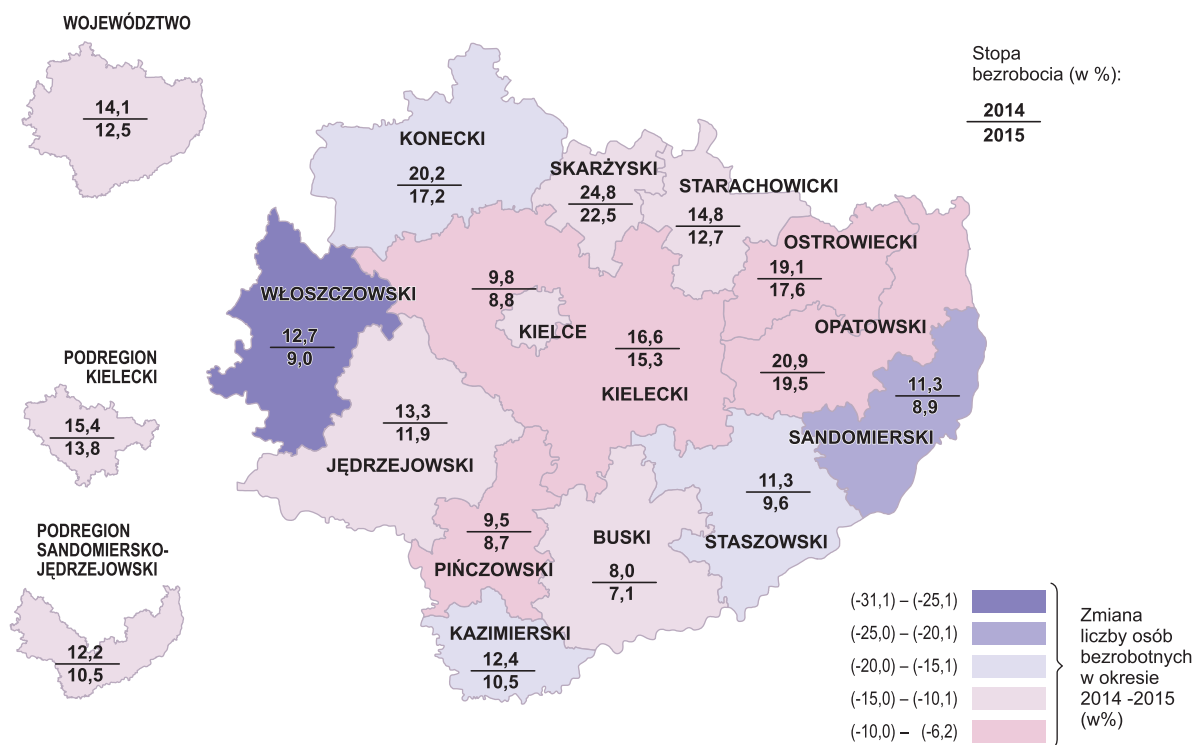 WOJEWÓDZTWO
14,1
12,5
Stopa
bezrobocia (w %):
2014
2015
KONECKI
20,2
17,2
SKARŻYSKI
24,8
22,5
STARACHOWICKI
14,8
12,7
OSTROWIECKI
19,1
17,6
WŁOSZCZOWSKI
12,7
9,0
9,8
8,8
KIELCE
16,6
15,3
KIELECKI
OPATOWSKI
20,9
19,5
11,3
8,9
SANDOMIERSKI
PODREGION
KIELECKI
15,4
13,8
13,3
11,9
JĘDRZEJOWSKI
11,3
9,6
STASZOWSKI
9,5
8,7
PIŃCZOWSKI
BUSKI
8,0
7,1
PODREGION
SANDOMIERSKO-
JĘDRZEJOWSKI
12,2
10,5
KAZIMIERSKI
12,4
10,5
(-31,1) – (-25,1)
(-25,0) – (-20,1)
(-20,0) – (-15,1)
(-15,0) – (-10,1)
(-10,0) – (-6,2)
Zmiana
liczby osób
bezrobotnych
w okresie
2014 -2015
(w%)